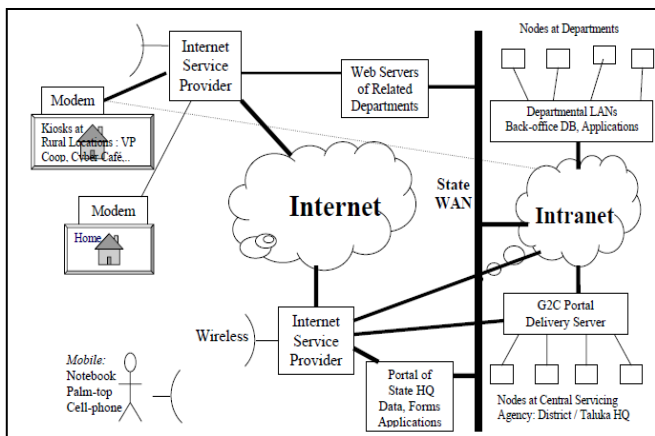 Nodes at Departments
Internet
Service
Provider
Web Servers
of Related
Departments
Modem
Kiosks at
Rural Locations : VP
Coop, Cyber Café,..
Departmental LANs
Back-office DB, Applications
State
WAN
Internet
Intranet
Modem
Home
G2C Portal
Delivery Server
Wireless
Internet
Service
Provider
Mobile:
Notebook
Palm-top
Cell-phone
Portal of
State HQ
Data, Forms
Applications
Nodes at Central Servicing
Agency: District / Taluka HQ